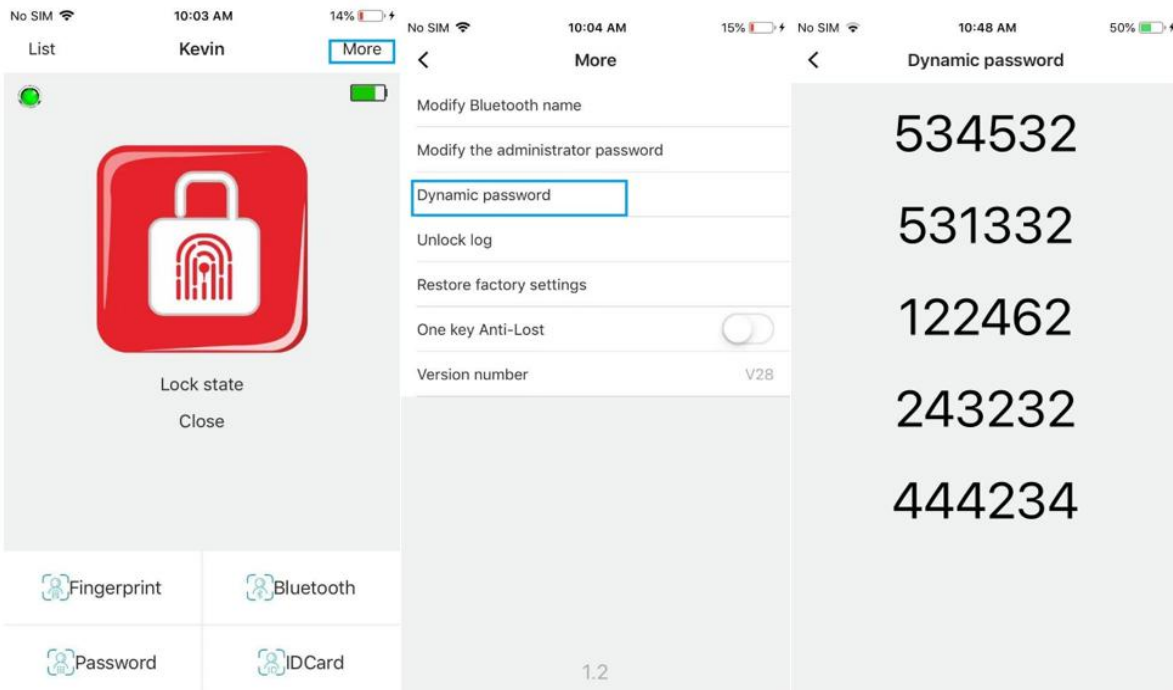 No SIM 10:03 AM 14%
List Kevin More
Lock state
Close
Fingerprint Bluetooth
Password IDCard
No SIM 10:04 AM 15%
More
Modify Bluetooth name
Modify the administrator password
Dynamic password
Unlock log
Restore factory settings
One key Anti-Lost
Version number V28
1.2
No SIM 10:48 AM 50%
Dynamic password
534532
531332
122462
243232
444234